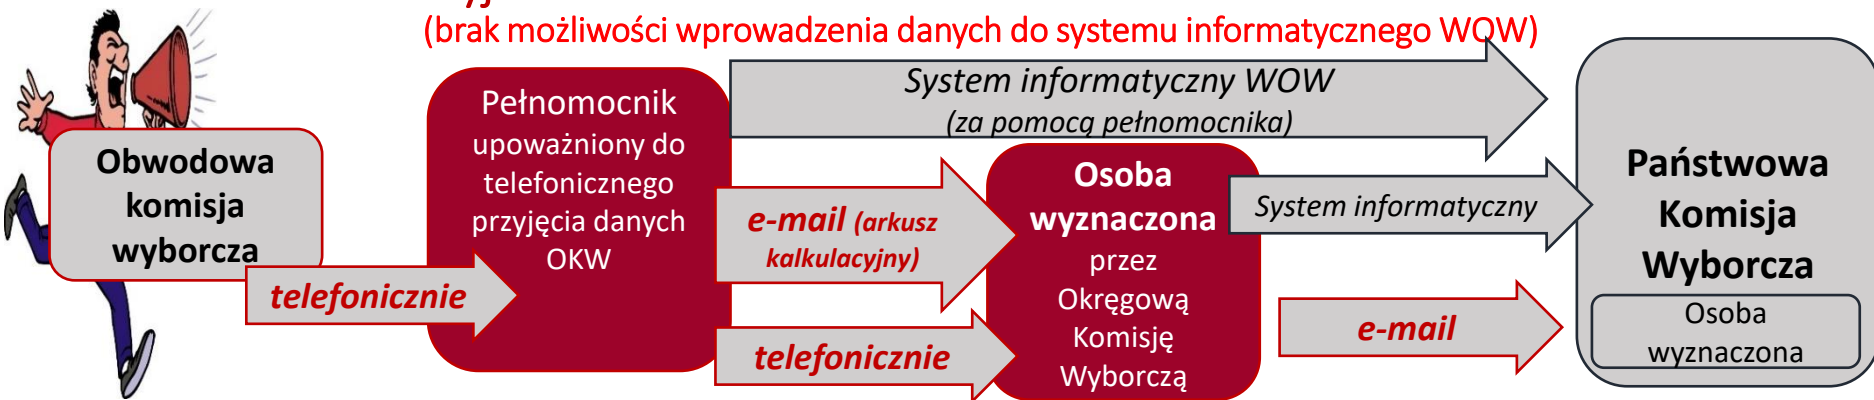 (brak możliwości wprowadzenia danych do systemu informatycznego WOW)
Obwodowa
komisja
wyborcza
telefonicznie
Pełnomocnik
upoważniony do
telefonicznego
przyjęcia danych
OKW
System informatyczny WOW
(za pomocą pełnomocnika)
e-mail (arkusz
kalkulacyjny)
telefonicznie
Osoba
wyznaczona
przez
Okręgową
Komisję
Wyborczą
System informatyczny
e-mail
Państwowa
Komisja
Wyborcza
Osoba
wyznaczona